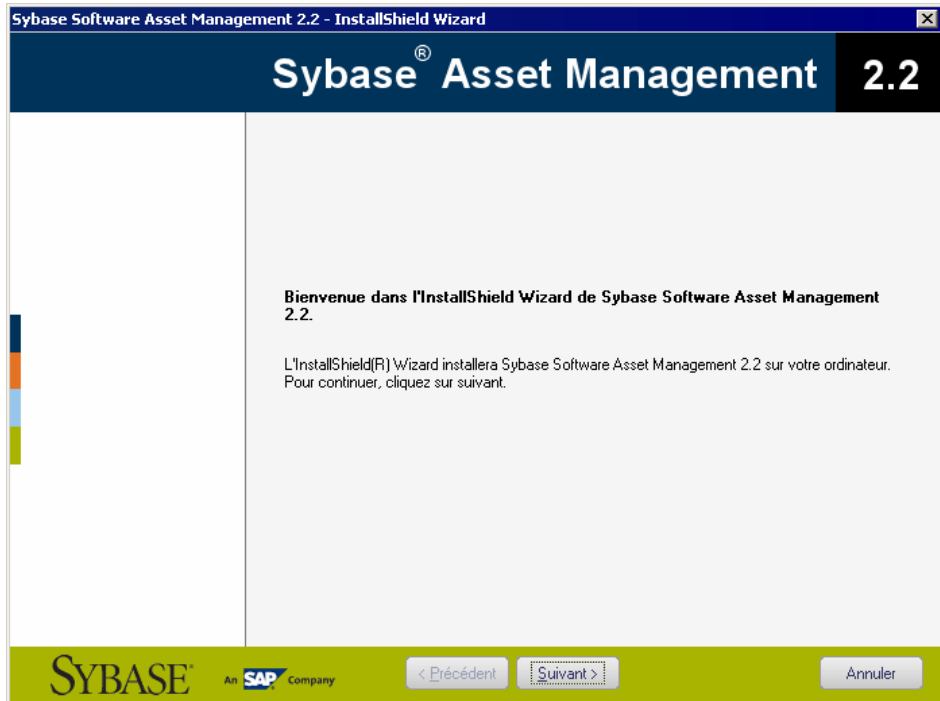 Sybase Software Asset Management 2.2 - InstallShield Wizard
Sybase® Asset Management 2.2
Bienvenue dans l'InstallShield Wizard de Sybase Software Asset Management
2.2.
L'InstallShield(R) Wizard installera Sybase Software Asset Management 2.2 sur votre ordinateur.
Pour continuer, cliquez sur suivant.
SYBASE An SAP Company < Précédent Suivant > Annuler